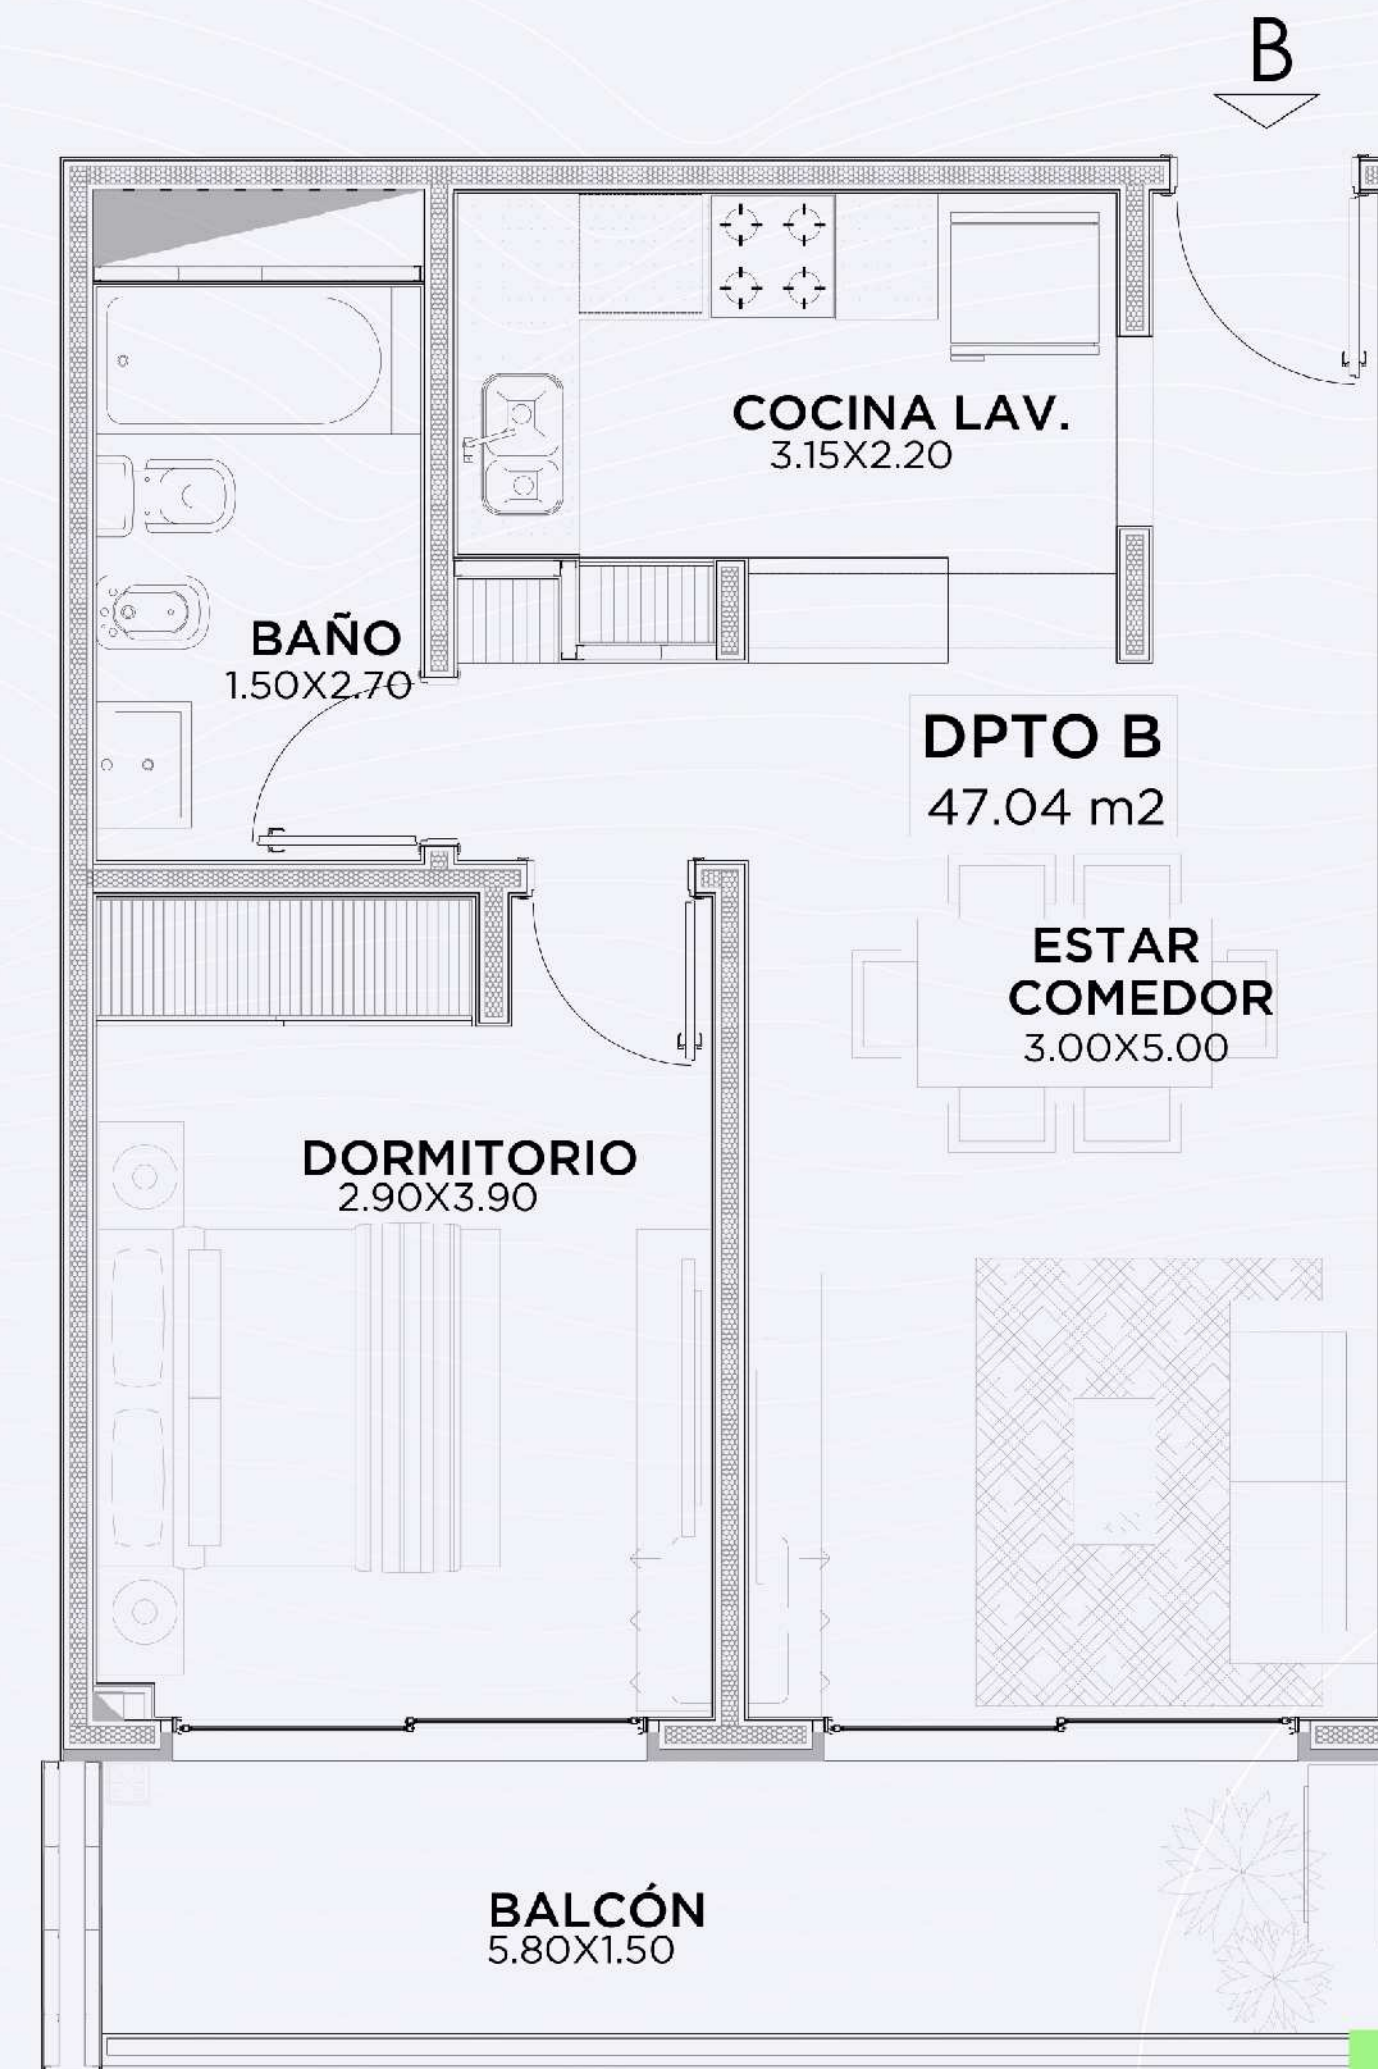 B
COCINA LAV.
3.15X2.20
BAÑO
1.50X2.70
DPTO B
47.04 m2
ESTAR
COMEDOR
3.00X5.00
DORMITORIO
2.90X3.90
BALCÓN
5.80X1.50